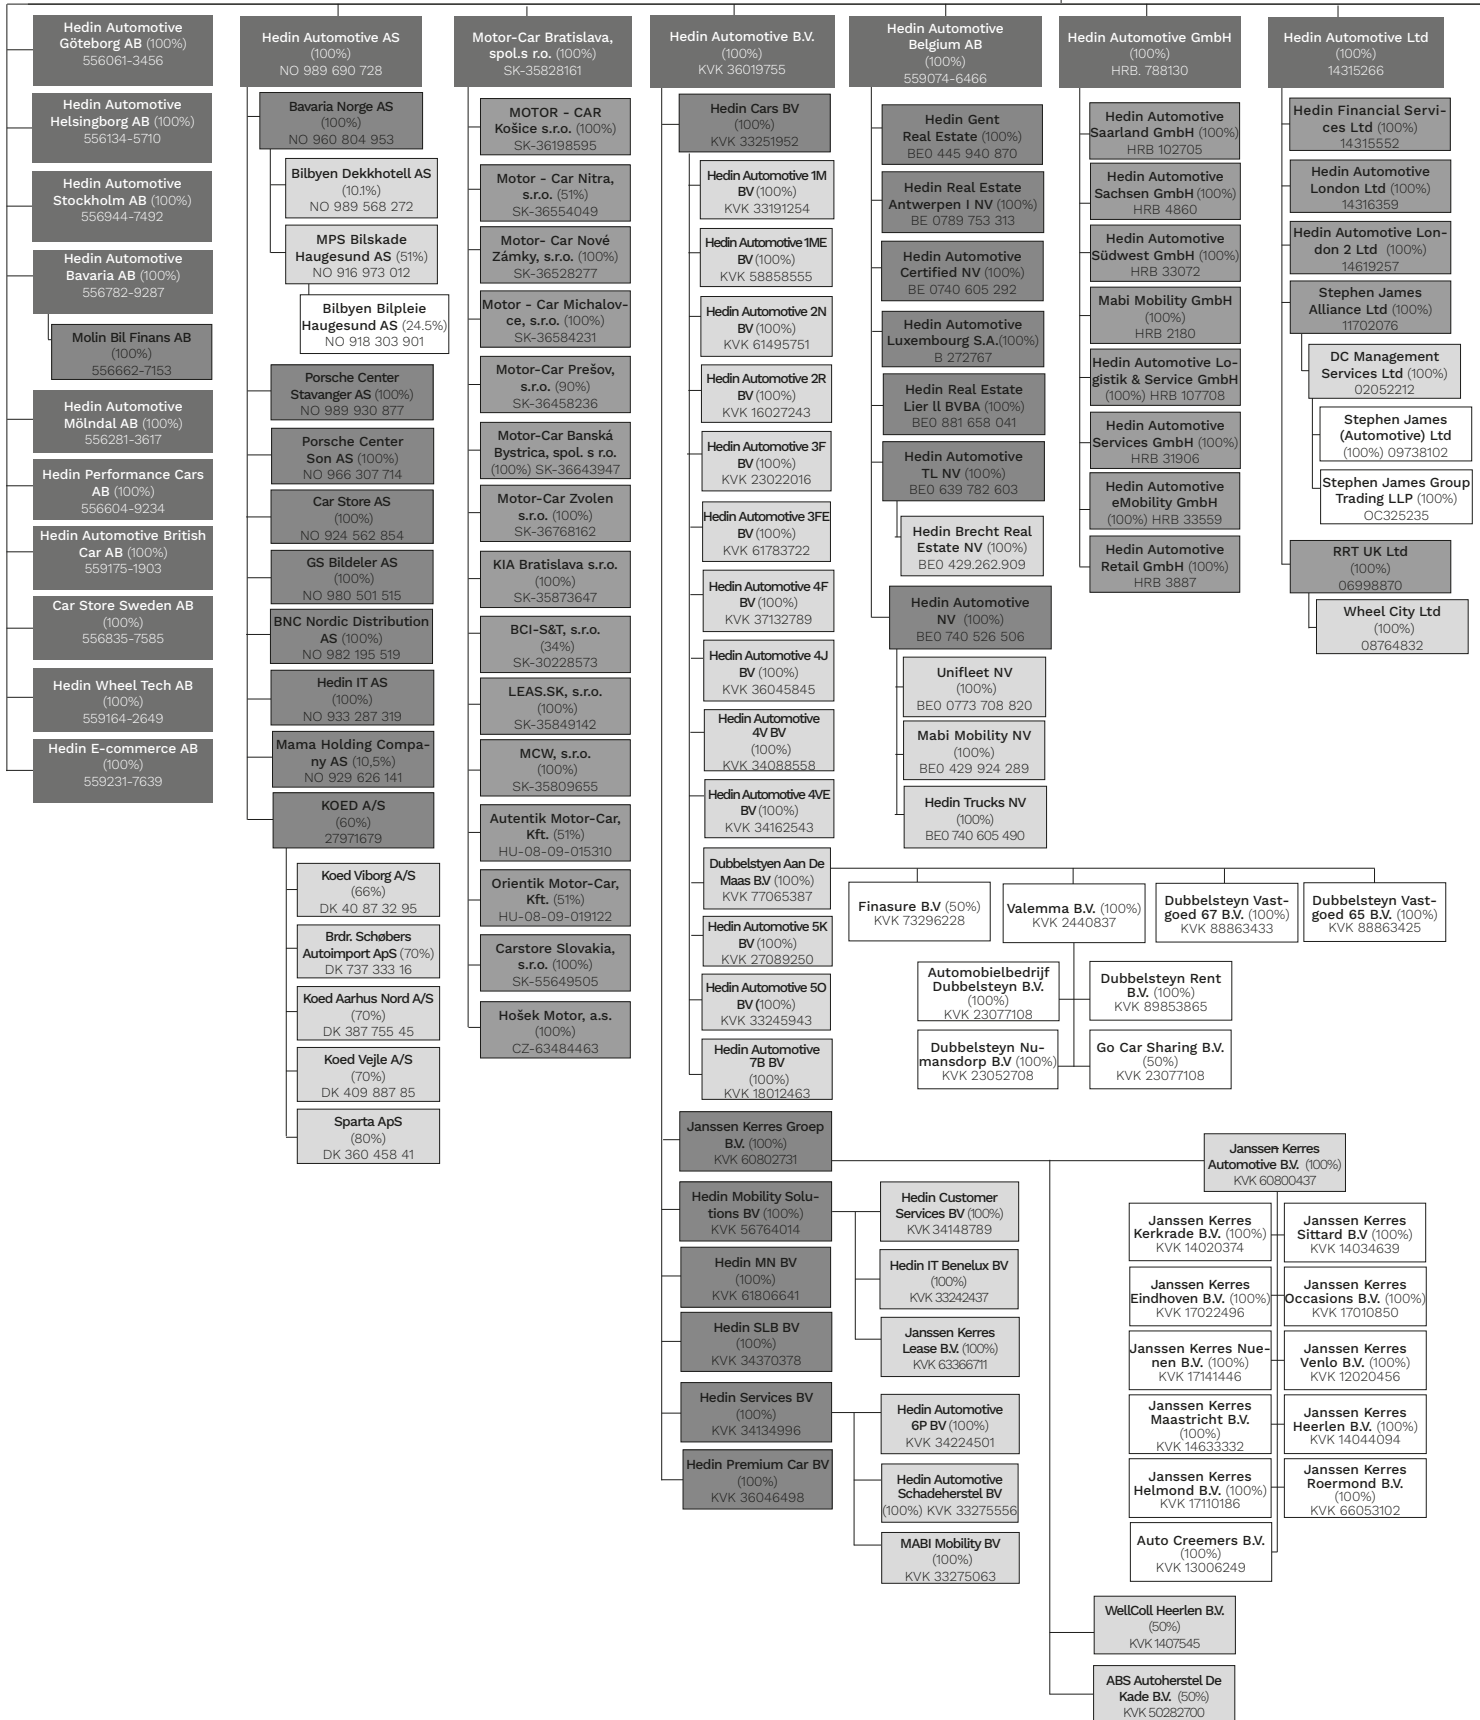 Hedin Automotive
Göteborg AB (100%)
556061-3456
Hedin Automotive
Helsingborg AB (100%)
556134-5710
Hedin Automotive
Stockholm AB (100%)
556944-7492
Hedin Automotive
Bavaria AB (100%)
556782-9287
Molin Bil Finans AB
(100%)
556662-7153
Hedin Automotive
Mölndal AB (100%)
556281-3617
Hedin Performance Cars
AB (100%)
556604-9234
Hedin Automotive British
Car AB (100%)
559175-1903
Car Store Sweden AB
(100%)
556835-7585
Hedin Wheel Tech AB
(100%)
559164-2649
Hedin E-commerce AB
(100%)
559231-7639
Hedin Automotive AS
(100%)
NO 989 690 728
Bavaria Norge AS
(100%)
NO 960 804 953
Bilbyen Dekkhotell AS
(10.1%)
NO 989 568 272
MPS Bilskade
Haugesund AS (51%)
NO 916 973 012
Bilbyen Bilpleie
Haugesund AS (24.5%)
NO 918 303 901
Porsche Center
Stavanger AS (100%)
NO 989 930 877
Porsche Center
Son AS (100%)
NO 966 307 714
Car Store AS
(100%)
NO 924 562 854
GS Bildeler AS
(100%)
NO 980 501 515
BNC Nordic Distribution
AS (100%)
NO 982 195 519
Hedin IT AS
(100%)
NO 933 287 319
Mama Holding Compa-
ny AS (10,5%)
NO 929 626 141
KOED A/S
(60%)
27971679
Koed Viborg A/S
(66%)
DK 40 87 32 95
Brdr. Schøbers
Autoimport ApS (70%)
DK 737 333 16
Koed Aarhus Nord A/S
(70%)
DK 387 755 45
Koed Vejle A/S
(70%)
DK 409 887 85
Sparta ApS
(80%)
DK 360 458 41
Motor-Car Bratislava,
spol.s r.o. (100%)
SK-35828161
MOTOR - CAR
Košice s.r.o. (100%)
SK-36198595
Motor - Car Nitra,
s.r.o. (51%)
SK-36554049
Motor- Car Nové
Zámky, s.r.o. (100%)
SK-36528277
Motor - Car Michalov-
ce, s.r.o. (100%)
SK-36584231
Motor-Car Prešov,
s.r.o. (90%)
SK-36458236
Motor-Car Banská
Bystrica, spol. s r.o.
(100%) SK-36643947
Motor-Car Zvolen
s.r.o. (100%)
SK-36768162
KIA Bratislava s.r.o.
(100%)
SK-35873647
BCI-S&T, s.r.o.
(34%)
SK-30228573
LEAS.SK, s.r.o.
(100%)
SK-35849142
MCW, s.r.o.
(100%)
SK-35809655
Autentik Motor-Car,
Kft. (51%)
HU-08-09-015310
Orientik Motor-Car,
Kft. (51%)
HU-08-09-019122
Carstore Slovakia,
s.r.o. (100%)
SK-55649505
Hošek Motor, a.s.
(100%)
CZ-63484463
Hedin Automotive B.V.
(100%)
KVK 36019755
Hedin Cars BV
(100%)
KVK 33251952
Hedin Automotive 1M
BV (100%)
KVK 33191254
Hedin Automotive 1ME
BV (100%)
KVK 58858555
Hedin Automotive 2N
BV (100%)
KVK 61495751
Hedin Automotive 2R
BV (100%)
KVK 16027243
Hedin Automotive 3F
BV (100%)
KVK 23022016
Hedin Automotive 3FE
BV (100%)
KVK 61783722
Hedin Automotive 4F
BV (100%)
KVK 37132789
Hedin Automotive 4J
BV (100%)
KVK 36045845
Hedin Automotive
4V BV
(100%)
KVK 34088558
Hedin Automotive 4VE
BV (100%)
KVK 34162543
Dubbelstyen Aan De
Maas B.V (100%)
KVK 77065387
Hedin Automotive 5K
BV (100%)
KVK 27089250
Hedin Automotive 5O
BV (100%)
KVK 33245943
Hedin Automotive
7B BV
(100%)
KVK 18012463
Finasure B.V (50%)
KVK 73296228
Valemma B.V. (100%)
KVK 2440837
Dubbelsteyn Vast-
goed 67 B.V. (100%)
KVK 88863433
Dubbelsteyn Vast-
goed 65 B.V. (100%)
KVK 88863425
Automobielbedrijf
Dubbelsteyn B.V.
(100%)
KVK 23077108
Dubbelsteyn Rent
B.V. (100%)
KVK 89853865
Dubbelsteyn Nu-
mansdorp B.V (100%)
KVK 23052708
Go Car Sharing B.V.
(50%)
KVK 23077108
Janssen Kerres Groep
B.V. (100%)
KVK 60802731
Hedin Mobility Solu-
tions BV (100%)
KVK 56764014
Hedin MN BV
(100%)
KVK 61806641
Hedin SLB BV
(100%)
KVK 34370378
Hedin Services BV
(100%)
KVK 34134996
Hedin Premium Car BV
(100%)
KVK 36046498
Hedin Customer
Services BV (100%)
KVK 34148789
Hedin IT Benelux BV
(100%)
KVK 33242437
Janssen Kerres
Lease B.V. (100%)
KVK 63366711
Hedin Automotive
6P BV (100%)
KVK 34224501
Hedin Automotive
Schadeherstel BV
(100%) KVK 33275556
MABI Mobility BV
(100%)
KVK 33275063
Janssen Kerres
Automotive B.V. (100%)
KVK 60800437
Janssen Kerres
Kerkrade B.V. (100%)
KVK 14020374
Janssen Kerres
Sittard B.V (100%)
KVK 14034639
Janssen Kerres
Eindhoven B.V. (100%)
KVK 17022496
Janssen Kerres
Occasions B.V. (100%)
KVK 17010850
Janssen Kerres Nue-
nen B.V. (100%)
KVK 17141446
Janssen Kerres
Venlo B.V. (100%)
KVK 12020456
Janssen Kerres
Maastricht B.V.
(100%)
KVK 14633332
Janssen Kerres
Heerlen B.V. (100%)
KVK 14044094
Janssen Kerres
Helmond B.V. (100%)
KVK 17110186
Janssen Kerres
Roermond B.V.
(100%)
KVK 66053102
Auto Creemers B.V.
(100%)
KVK 13006249
WellColl Heerlen B.V.
(50%)
KVK 1407545
ABS Autoherstel De
Kade B.V. (50%)
KVK 50282700
Hedin Automotive
Belgium AB
(100%)
559074-6466
Hedin Gent
Real Estate (100%)
BE0 445 940 870
Hedin Real Estate
Antwerpen I NV (100%)
BE 0789 753 313
Hedin Automotive
Certified NV (100%)
BE 0740 605 292
Hedin Automotive
Luxembourg S.A.(100%)
B 272767
Hedin Real Estate
Lier ll BVBA (100%)
BE0 881 658 041
Hedin Automotive
TL NV (100%)
BE0 639 782 603
Hedin Brecht Real
Estate NV (100%)
BE0 429.262.909
Hedin Automotive
NV (100%)
BE0 740 526 506
Unifleet NV
(100%)
BE0 0773 708 820
Mabi Mobility NV
(100%)
BE0 429 924 289
Hedin Trucks NV
(100%)
BE0 740 605 490
Hedin Automotive GmbH
(100%)
HRB. 788130
Hedin Automotive
Saarland GmbH (100%)
HRB 102705
Hedin Automotive
Sachsen GmbH (100%)
HRB 4860
Hedin Automotive
Südwest GmbH (100%)
HRB 33072
Mabi Mobility GmbH
(100%)
HRB 2180
Hedin Automotive Lo-
gistik & Service GmbH
(100%) HRB 107708
Hedin Automotive
Services GmbH (100%)
HRB 31906
Hedin Automotive
eMobility GmbH
(100%) HRB 33559
Hedin Automotive
Retail GmbH (100%)
HRB 3887
Hedin Automotive Ltd
(100%)
14315266
Hedin Financial Servi-
ces Ltd (100%)
14315552
Hedin Automotive
London Ltd (100%)
14316359
Hedin Automotive Lon-
don 2 Ltd (100%)
14619257
Stephen James
Alliance Ltd (100%)
11702076
DC Management
Services Ltd (100%)
02052212
Stephen James
(Automotive) Ltd
(100%) 09738102
Stephen James Group
Trading LLP (100%)
OC325235
RRT UK Ltd
(100%)
06998870
Wheel City Ltd
(100%)
08764832